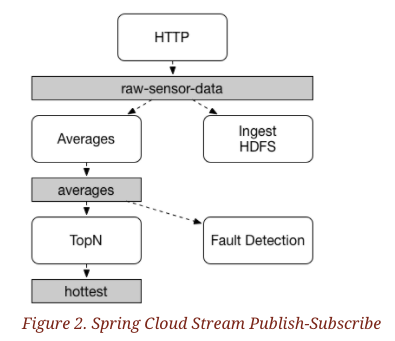 HTTP
raw-sensor-data
Averages
Ingest
HDFS
averages
TopN
Fault Detection
hottest
Figure 2. Spring Cloud Stream Publish-Subscribe